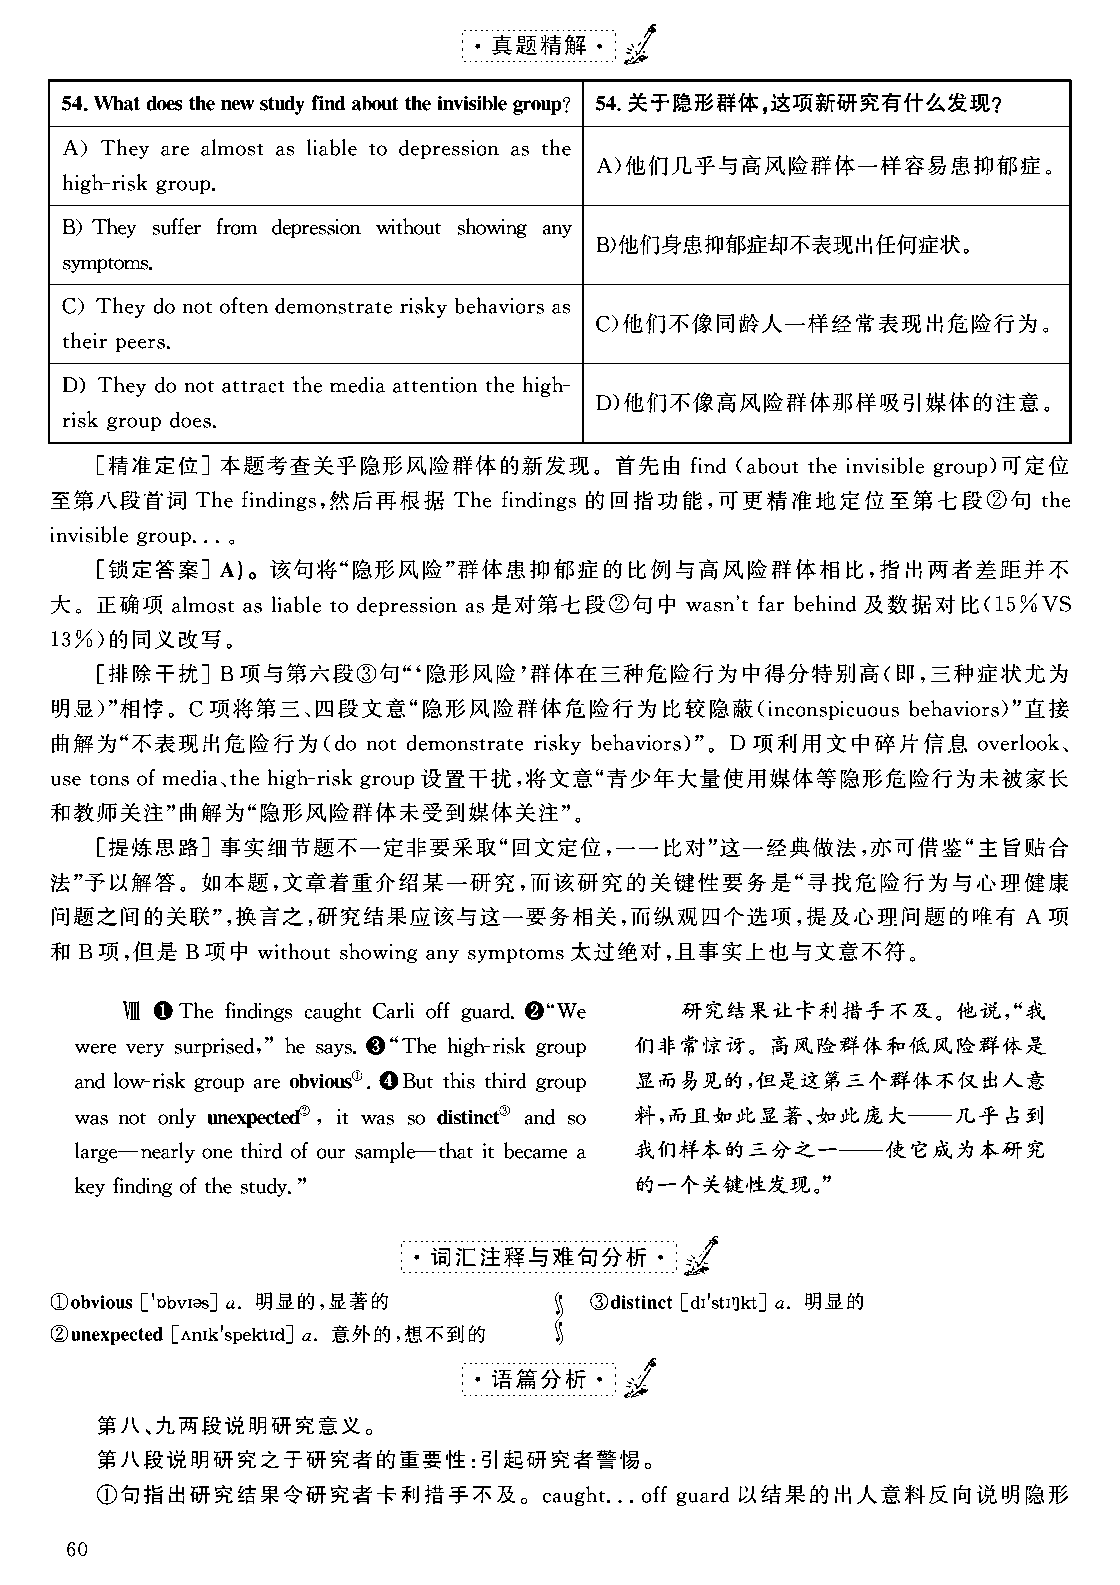 ·真题精解·
54. What does the new study find about the invisible group?
54. 关于隐形群体,这项新研究有什么发现?
A) They are almost as liable to depression as the
high-risk group.
A)他们几乎与高风险群体一样容易患抑郁症。
B) They suffer from depression without showing any
symptoms.
B)他们身患抑郁症却不表现出任何症状。
C) They do not often demonstrate risky behaviors as
their peers.
C)他们不像同龄人一样经常表现出危险行为。
D) They do not attract the media attention the high-
risk group does.
D)他们不像高风险群体那样吸引媒体的注意。
[精准定位] 本题考查关乎隐形风险群体的新发现。首先由 find (about the invisible group)可定位
至第八段首词 The findings,然后再根据 The findings 的回指功能,可更精准地定位至第七段②句 the
invisible group...。
[锁定答案] A)。该句将“隐形风险”群体患抑郁症的比例与高风险群体相比,指出两者差距并不
大。正确项 almost as liable to depression as 是对第七段②句中 wasn't far behind 及数据对比(15%VS
13%)的同义改写。
[排除干扰] B 项与第六段③句“‘隐形风险’群体在三种危险行为中得分特别高(即,三种症状尤为
明显)”相悖。C 项将第三、四段文意“隐形风险群体危险行为比较隐蔽(inconspicuous behaviors)”直接
曲解为“不表现出危险行为(do not demonstrate risky behaviors)”。D 项利用文中碎片信息 overlook、
use tons of media、the high-risk group 设置干扰,将文意“青少年大量使用媒体等隐形危险行为未被家长
和教师关注”曲解为“隐形风险群体未受到媒体关注”。
[提炼思路] 事实细节题不一定非要采取“回文定位,一一比对”这一经典做法,亦可借鉴“主旨贴合
法”予以解答。如本题,文章着重介绍某一研究,而该研究的关键性要务是“寻找危险行为与心理健康
问题之间的关联”,换言之,研究结果应该与这一要务相关,而纵观四个选项,提及心理问题的唯有 A 项
和 B 项,但是 B 项中 without showing any symptoms 太过绝对,且事实上也与文意不符。
Ⅷ ❶ The findings caught Carli off guard. ❷ “We
were very surprised,” he says. ❸ “The high-risk group
and low-risk group are obvious①. ❹ But this third group
was not only unexpected②, it was so distinct③ and so
large—nearly one third of our sample—that it became a
key finding of the study.”
研究结果让卡利措手不及。他说,“我
们非常惊讶。高风险群体和低风险群体是
显而易见的,但是这第三个群体不仅出人意
料,而且如此显著、如此庞大——几乎占到
我们样本的三分之一——使它成为本研究
的一个关键性发现。”
·词汇注释与难句分析·
①obvious [ˈɒbvɪəs] a. 明显的,显著的
②unexpected [ʌnɪkˈspektɪd] a. 意外的,想不到的
③distinct [dɪˈstɪŋkt] a. 明显的
·语篇分析·
第八、九两段说明研究意义。
第八段说明研究之于研究者的重要性:引起研究者警惕。
①句指出研究结果令研究者卡利措手不及。caught...off guard 以结果的出人意料反向说明隐形
60